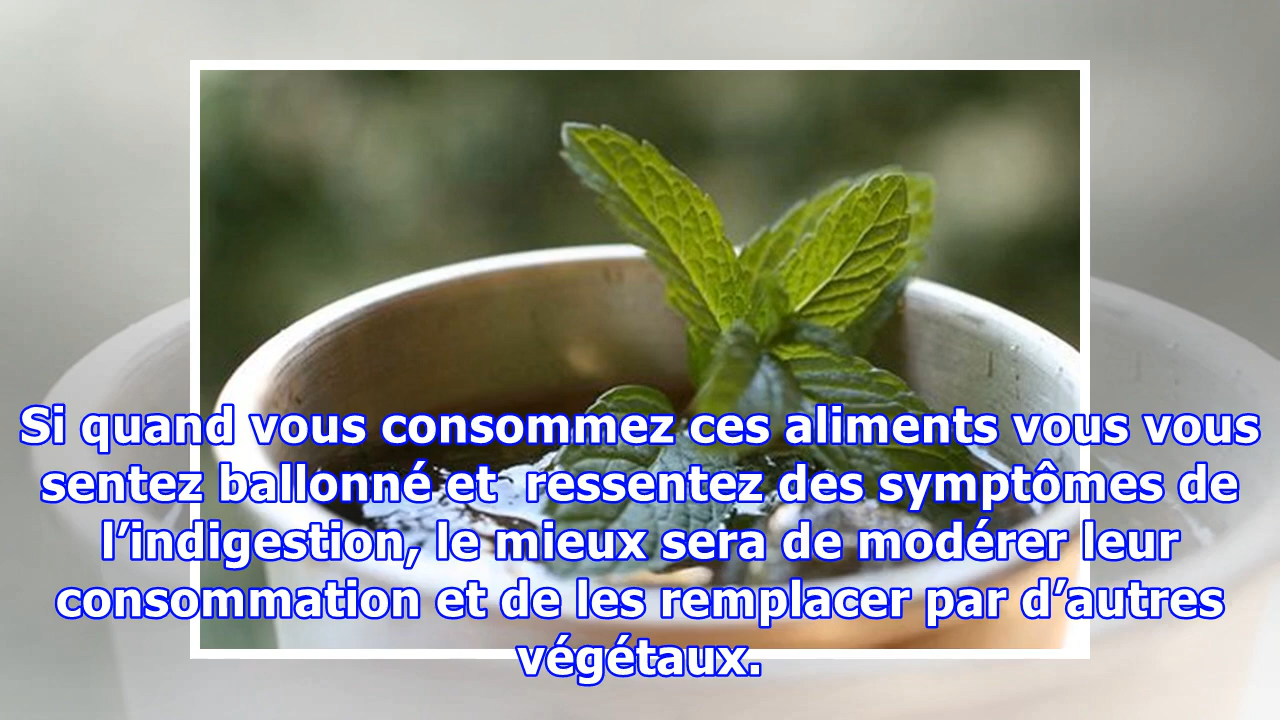 Si quand vous consommez ces aliments vous vous
sentez ballonné et  ressentez des symptômes de
l’indigestion, le mieux sera de modérer leur
consommation et de les remplacer par d’autres
végétaux.